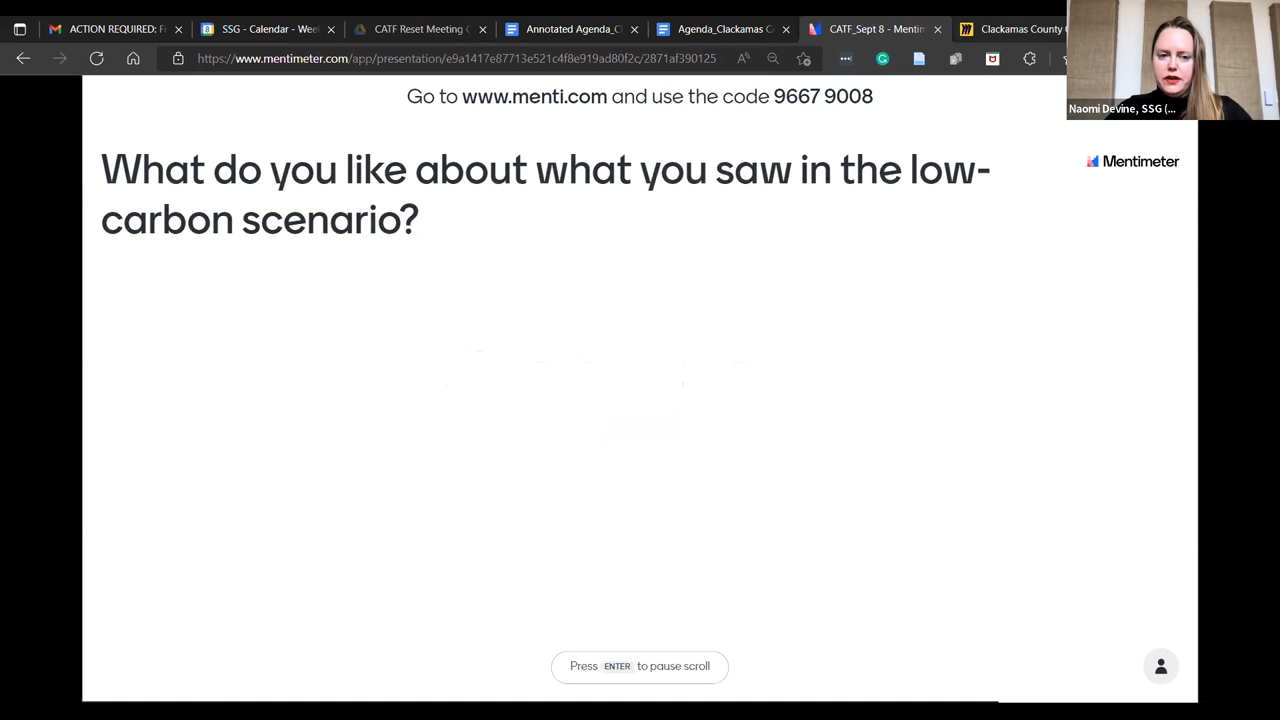 ACTION REQUIRED: Fi
SSG - Calendar - Wee
CATF Reset Meeting
Annotated Agenda_C
Agenda_Clackamas C
CATF_Sept 8 - Mentin
Clackamas County
https://www.mentimeter.com/app/presentation/e9a1417e87713e521c4f8e919ad80f2c/2871af390125
Naomi Devine, SSG (...
Go to www.menti.com and use the code 9667 9008
Mentimeter
What do you like about what you saw in the low-
carbon scenario?
Press ENTER to pause scroll